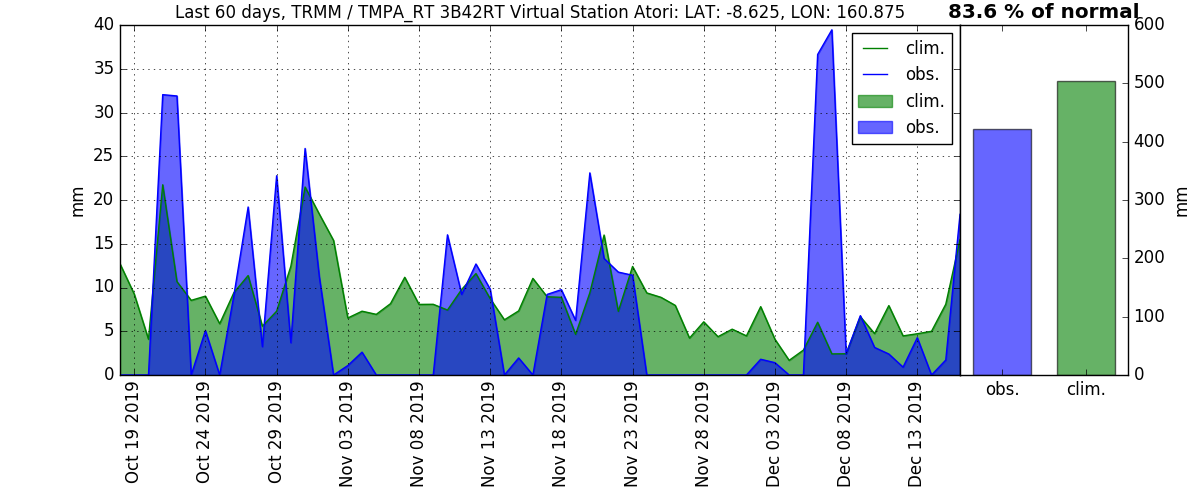 Last 60 days, TRMM / TMPA_RT 3B42RT Virtual Station Atori: LAT: -8.625, LON: 160.875
83.6 % of normal
40
35
30
25
20
15
10
5
0
mm
clim.
obs.
clim.
obs.
600
500
400
300
200
100
0
mm
Oct 19 2019
Oct 24 2019
Oct 29 2019
Nov 03 2019
Nov 08 2019
Nov 13 2019
Nov 18 2019
Nov 23 2019
Nov 28 2019
Dec 03 2019
Dec 08 2019
Dec 13 2019
obs.
clim.